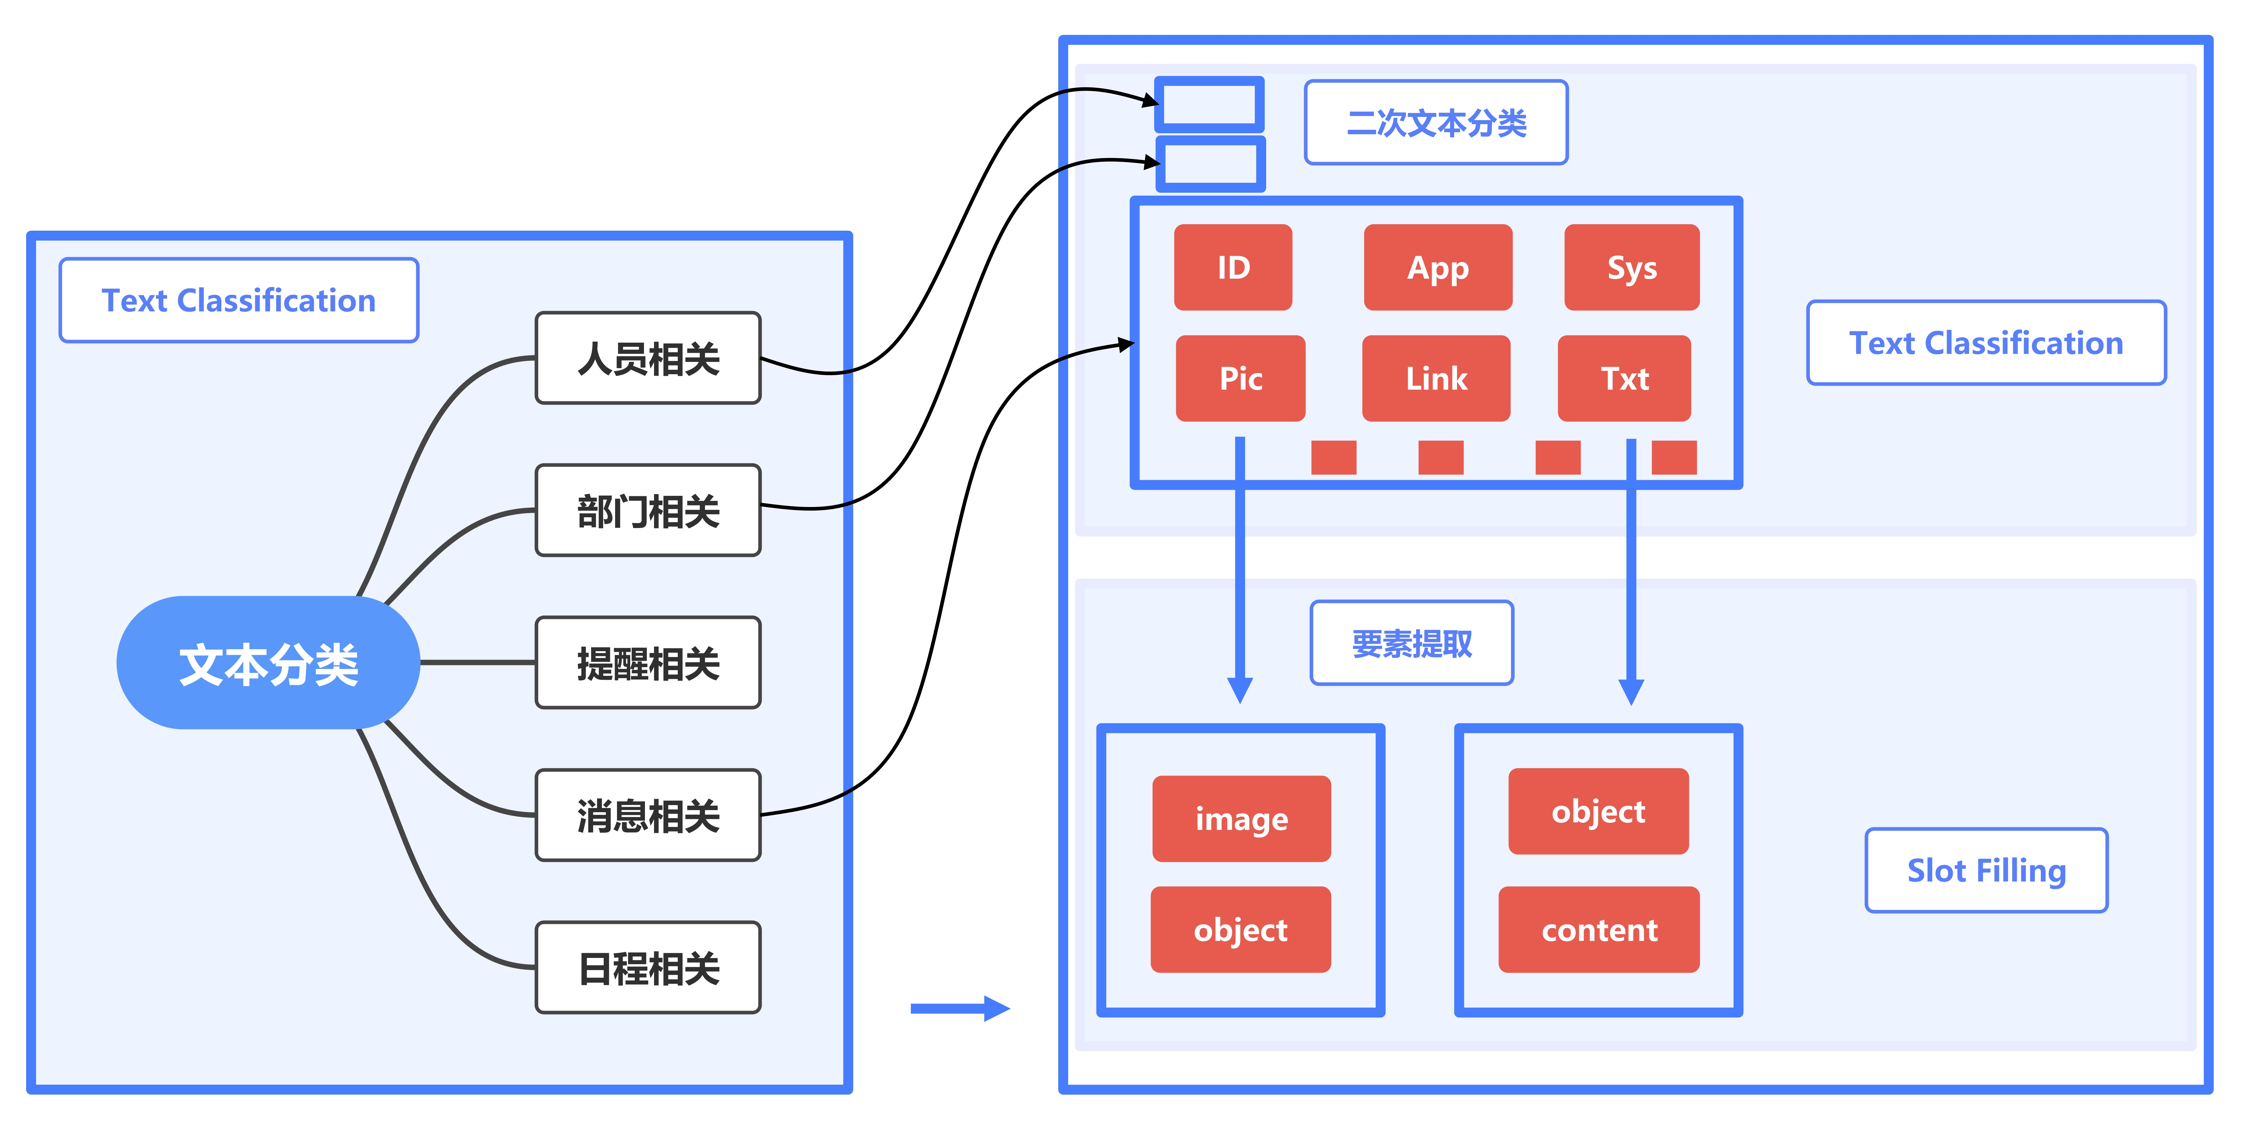 Text Classification
文本分类
人员相关
部门相关
提醒相关
消息相关
日程相关
二次文本分类
ID
App
Sys
Pic
Link
Txt
Text Classification
要素提取
image
object
object
content
Slot Filling